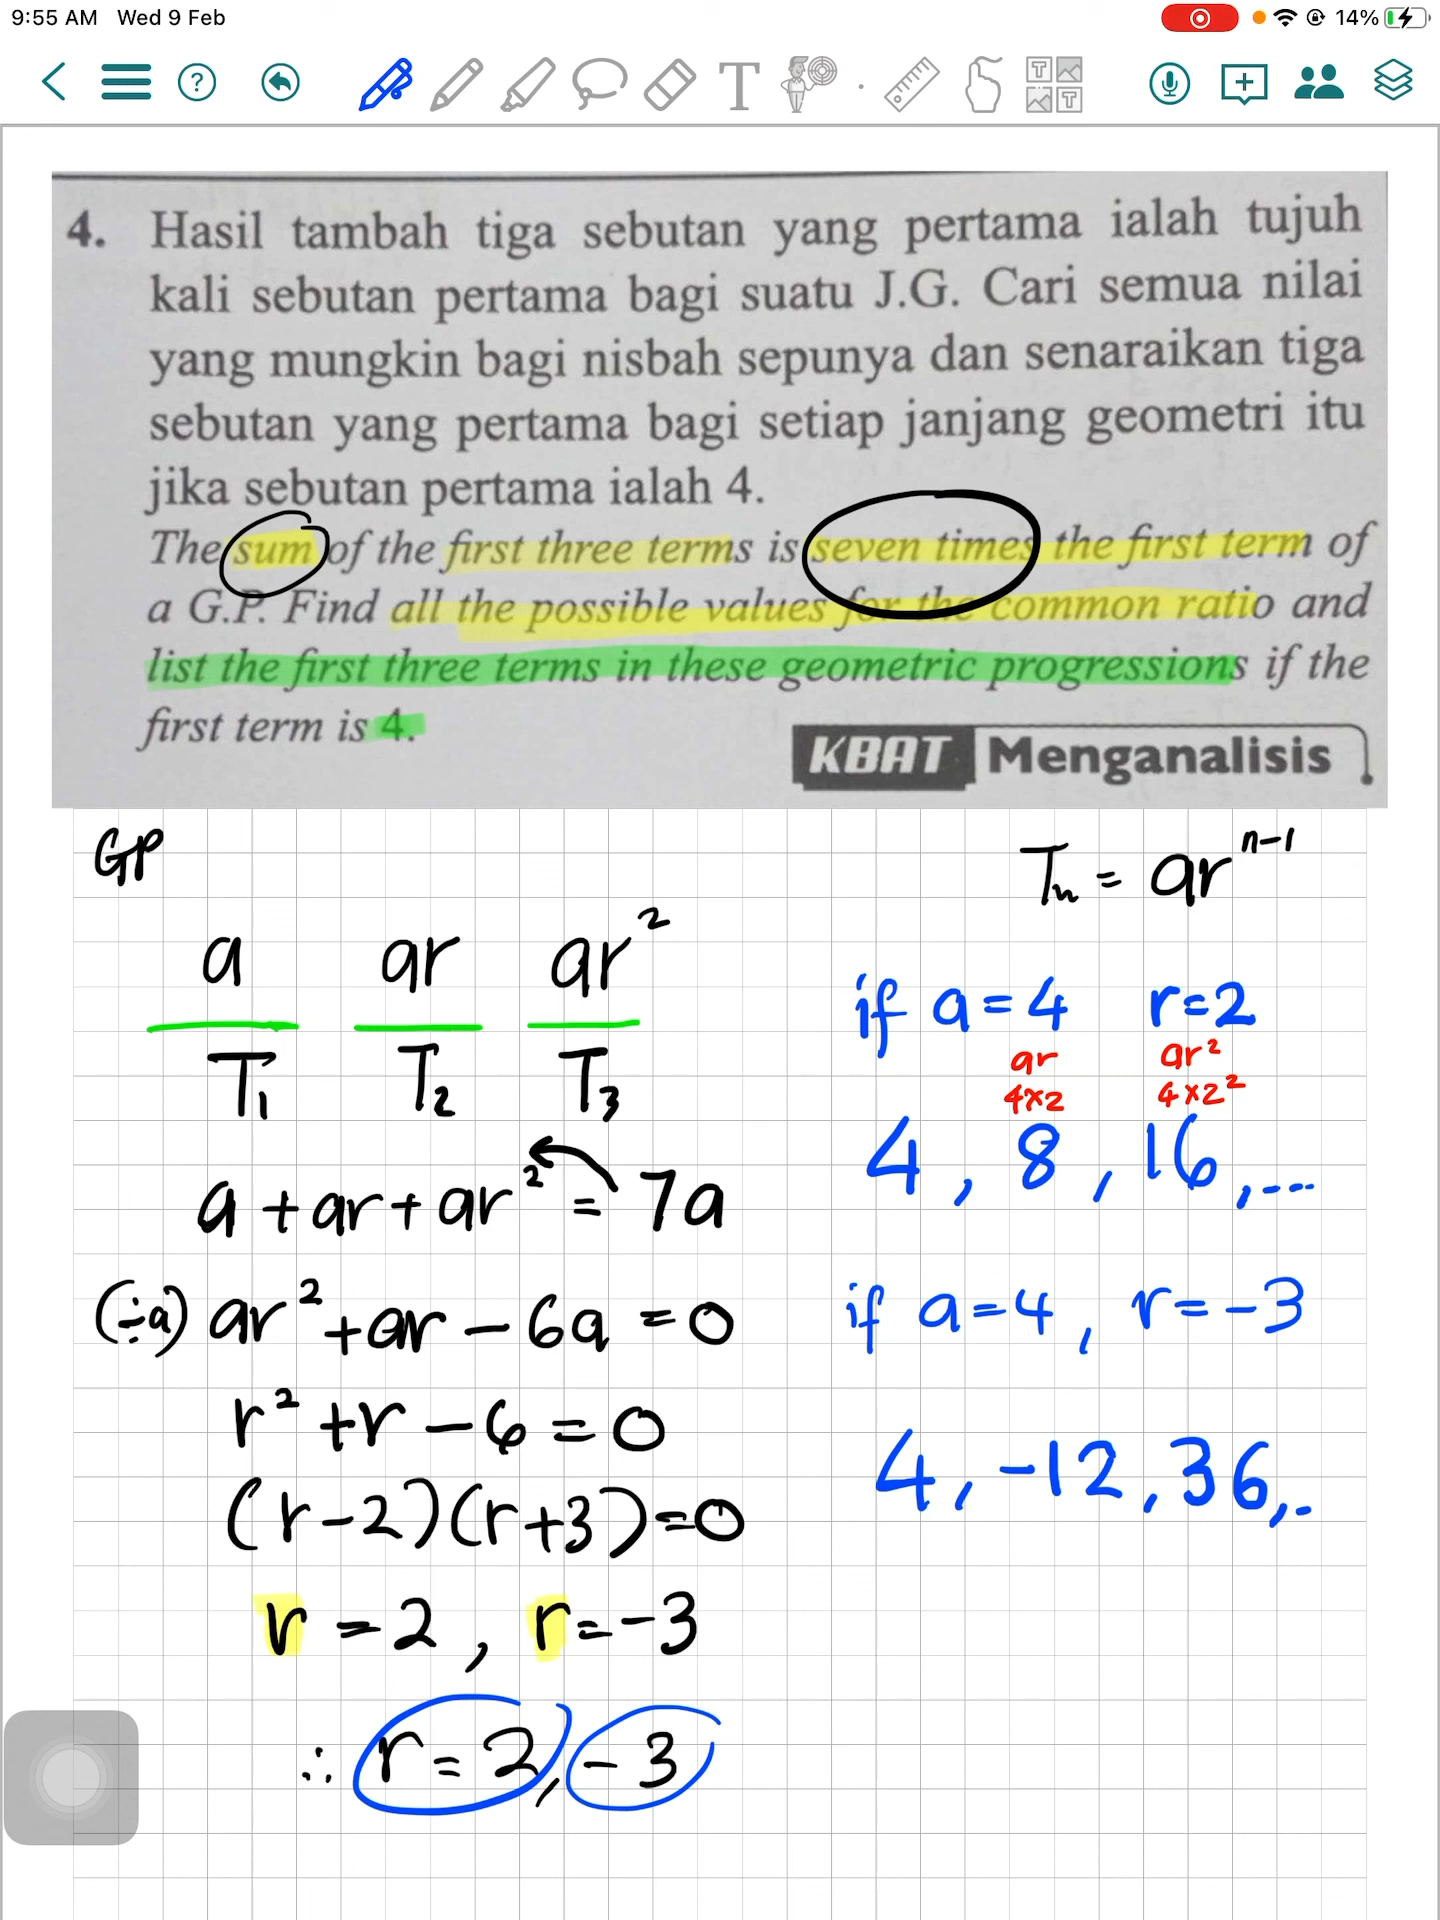 9:55 AM Wed 9 Feb
14%
4. Hasil tambah tiga sebutan yang pertama ialah tujuh
kali sebutan pertama bagi suatu J.G. Cari semua nilai
yang mungkin bagi nisbah sepunya dan senaraikan tiga
sebutan yang pertama bagi setiap janjang geometri itu
jika sebutan pertama ialah 4.
The sum of the first three terms is seven times the first term of
a G.P. Find all the possible values for the common ratio and
list the first three terms in these geometric progressions if the
first term is 4.
KBAT Menganalisis
GP
a ar ar²
T₁ T₂ T₃
a + ar + ar² = 7a
(÷a) ar² + ar − 6a = 0
r² + r − 6 = 0
(r−2)(r+3)=0
r = 2, r=−3
∴ r=2, −3
Tₙ = arⁿ⁻¹
if a=4 r=2
ar ar²
4×2 4×2²
4, 8, 16,...
if a=4, r=−3
4, −12, 36,..